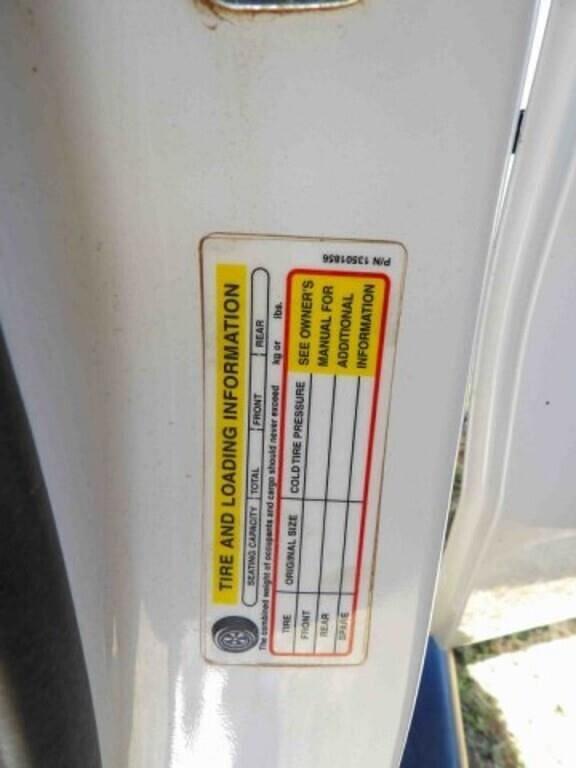 TIRE AND LOADING INFORMATION
SEATING CAPACITY TOTAL FRONT REAR
The combined weight of occupants and cargo should never exceed kg or lbs.
TIRE ORIGINAL SIZE COLD TIRE PRESSURE
FRONT
REAR
SPARE
SEE OWNER'S
MANUAL FOR
ADDITIONAL
INFORMATION
P/N 13501856